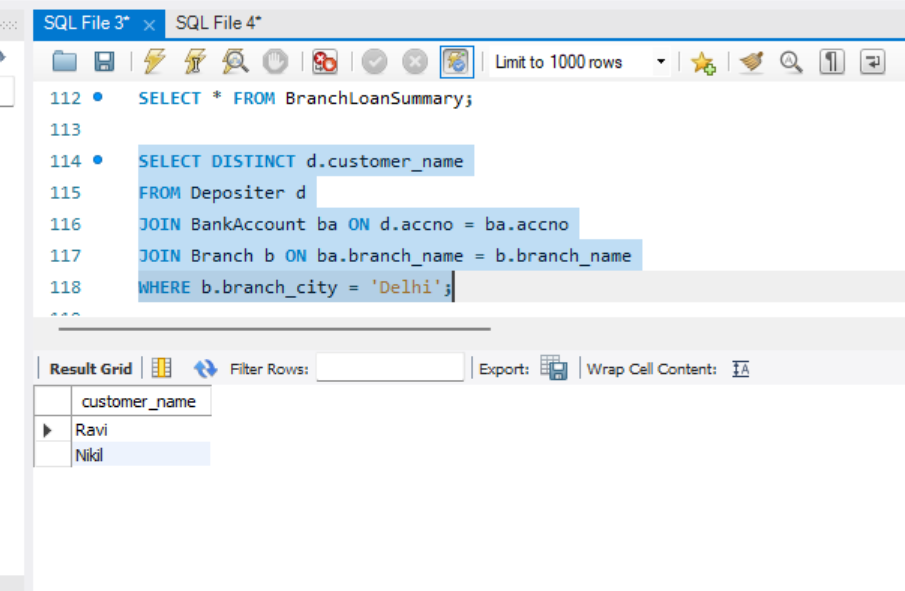 SQL File 3* × SQL File 4*
Limit to 1000 rows
112 SELECT * FROM BranchLoanSummary;
113
114 SELECT DISTINCT d.customer_name
115 FROM Depositer d
116 JOIN BankAccount ba ON d.accno = ba.accno
117 JOIN Branch b ON ba.branch_name = b.branch_name
118 WHERE b.branch_city = 'Delhi';
Result Grid Filter Rows: Export: Wrap Cell Content: IA
customer_name
Ravi
Nikil